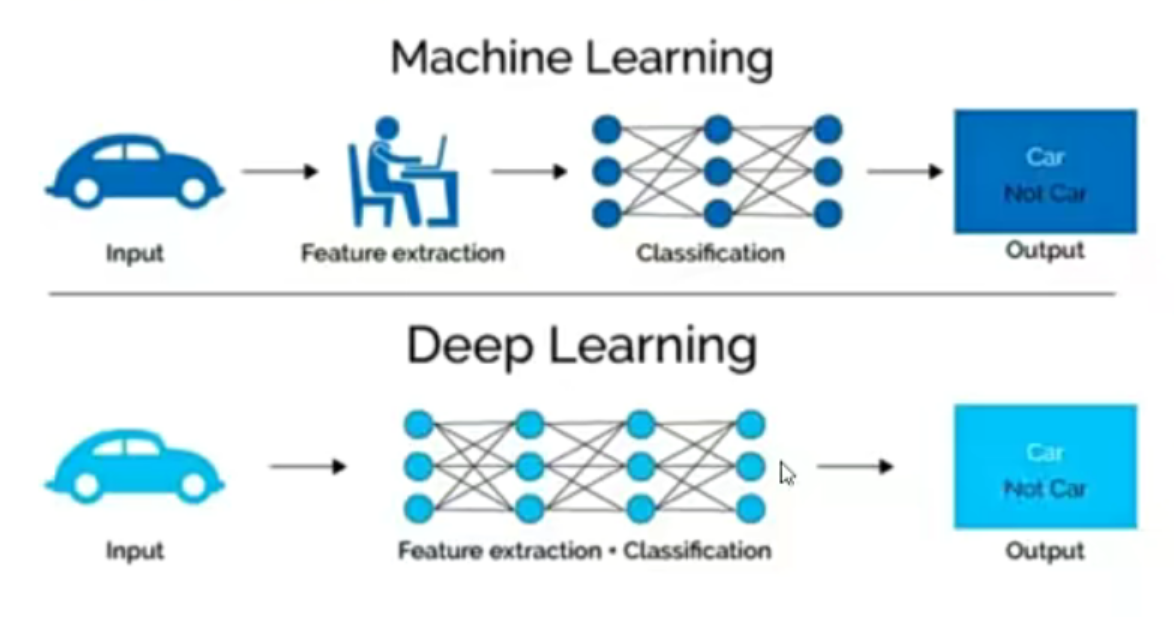 Machine Learning
Car
Not Car
Input
Feature extraction
Classification
Output
Deep Learning
Car
Not Car
Input
Feature extraction • Classification
Output